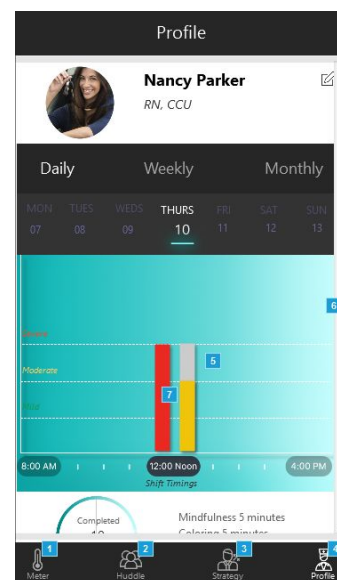 Profile
Nancy Parker
RN, CCU
Daily Weekly Monthly
MON TUES WEDS THURS FRI SAT SUN
07 08 09 10 11 12 13
6
Severe
5
Moderate
7
Mild
8:00 AM 12:00 Noon 4:00 PM
Shift Timings
Completed
Mindfulness 5 minutes
Coloring 5 minutes
1 2 3 4
Meter Huddle Strategy Profile